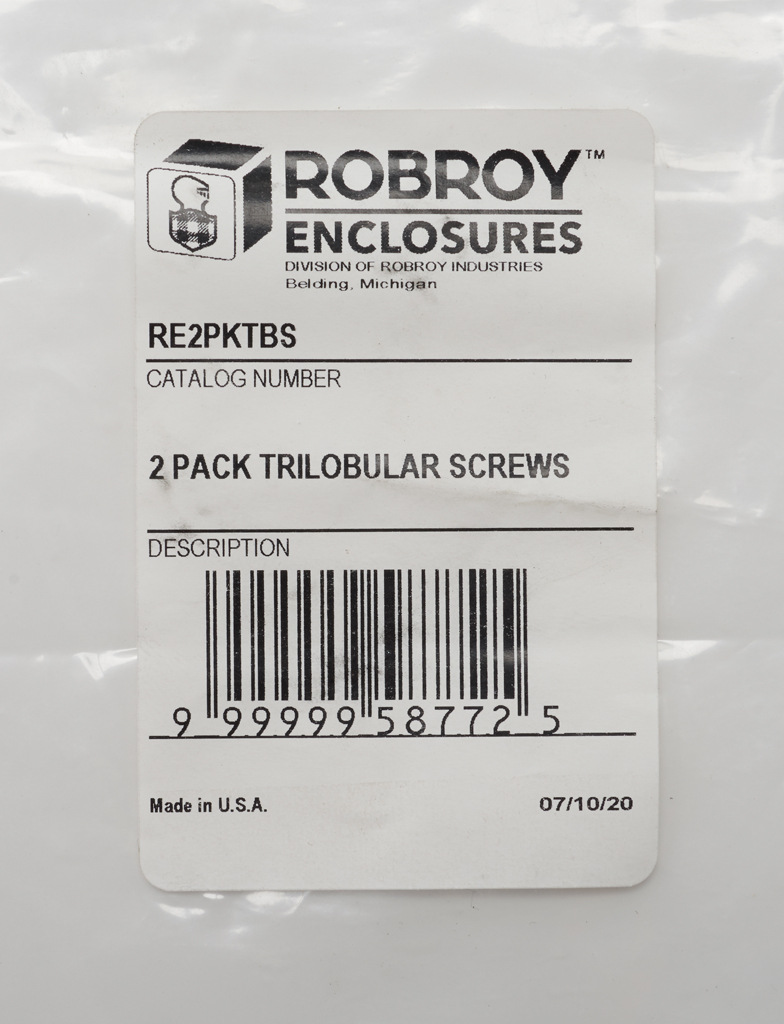 ROBROY™
ENCLOSURES
DIVISION OF ROBROY INDUSTRIES
Belding, Michigan
RE2PKTBS
CATALOG NUMBER
2 PACK TRILOBULAR SCREWS
DESCRIPTION
9 99999 58772 5
Made in U.S.A. 07/10/20